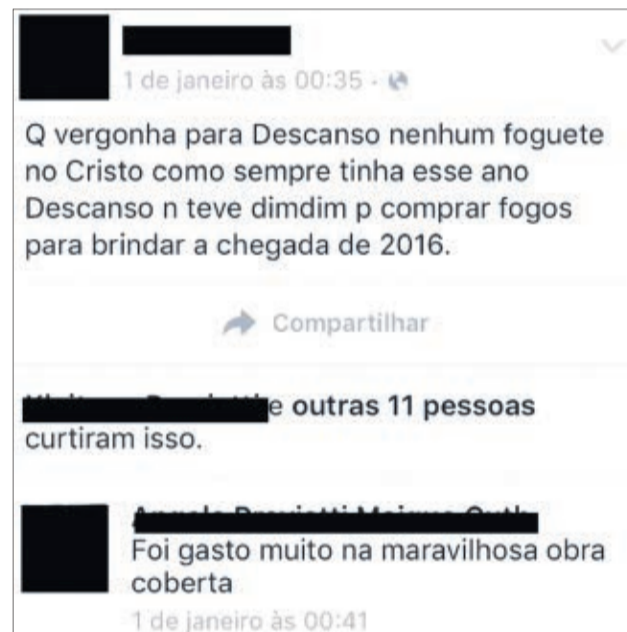 1 de janeiro às 00:35
Q vergonha para Descanso nenhum foguete
no Cristo como sempre tinha esse ano
Descanso n teve dimdim p comprar fogos
para brindar a chegada de 2016.
Compartilhar
e outras 11 pessoas
curtiram isso.
Foi gasto muito na maravilhosa obra
coberta
1 de janeiro às 00:41